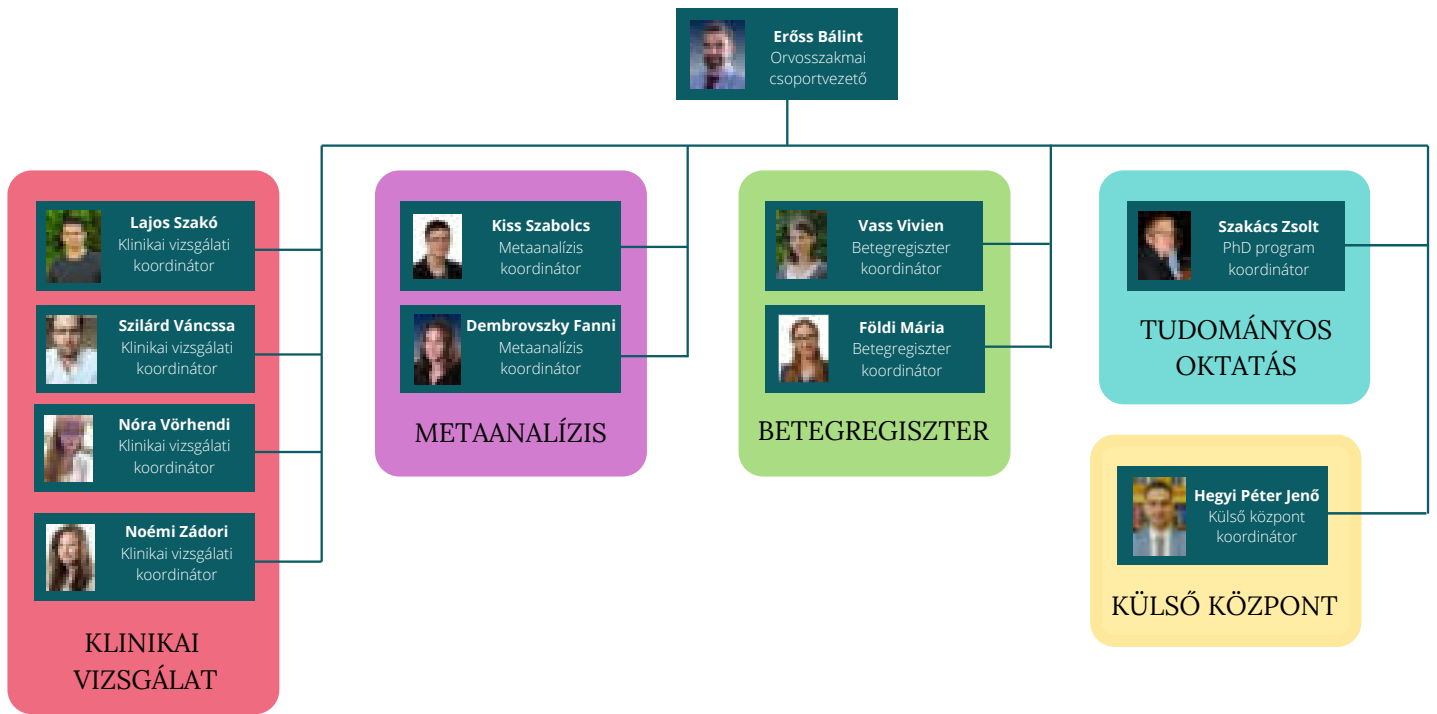 Erőss Bálint
Orvosszakmai
csoportvezető
Lajos Szakó
Klinikai vizsgálati
koordinátor
Szilárd Váncssa
Klinikai vizsgálati
koordinátor
Nóra Vörhendi
Klinikai vizsgálati
koordinátor
Noémi Zádori
Klinikai vizsgálati
koordinátor
KLINIKAI
VIZSGÁLAT
Kiss Szabolcs
Metaanalízis
koordinátor
Dembrovszky Fanni
Metaanalízis
koordinátor
METAANALÍZIS
Vass Vivien
Betegregiszter
koordinátor
Földi Mária
Betegregiszter
koordinátor
BETEGREGISZTER
Szakács Zsolt
PhD program
koordinátor
TUDOMÁNYOS
OKTATÁS
Hegyi Péter Jenő
Külső központ
koordinátor
KÜLSŐ KÖZPONT